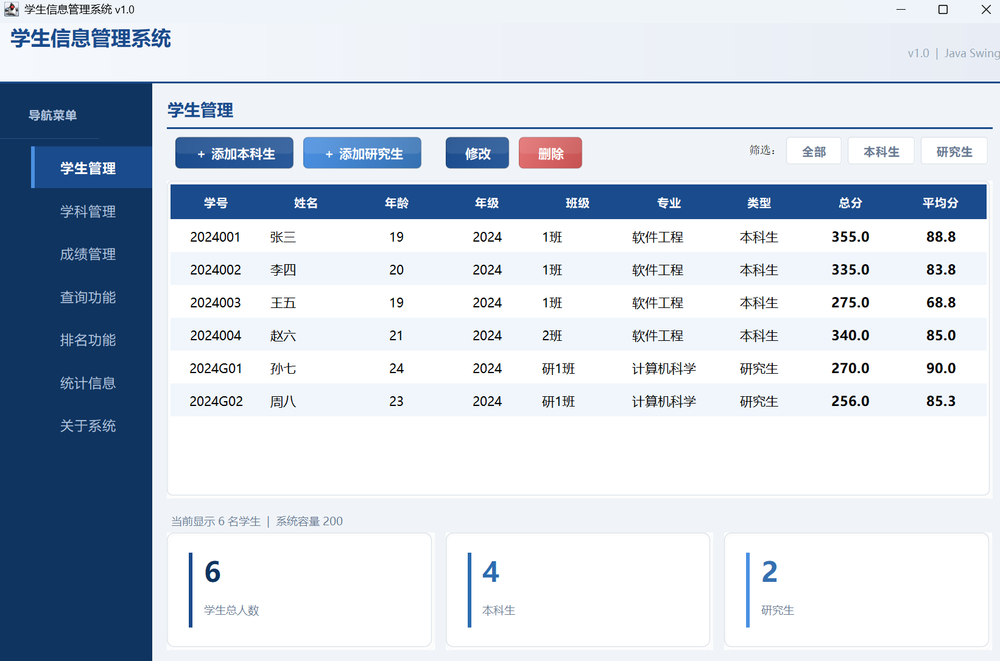 学生信息管理系统 v1.0
学生信息管理系统
v1.0 | Java Swing
导航菜单
学生管理
学科管理
成绩管理
查询功能
排名功能
统计信息
关于系统
学生管理
+ 添加本科生 + 添加研究生 修改 删除 筛选: 全部 本科生 研究生
学号 姓名 年龄 年级 班级 专业 类型 总分 平均分
2024001 张三 19 2024 1班 软件工程 本科生 355.0 88.8
2024002 李四 20 2024 1班 软件工程 本科生 335.0 83.8
2024003 王五 19 2024 1班 软件工程 本科生 275.0 68.8
2024004 赵六 21 2024 2班 软件工程 本科生 340.0 85.0
2024G01 孙七 24 2024 研1班 计算机科学 研究生 270.0 90.0
2024G02 周八 23 2024 研1班 计算机科学 研究生 256.0 85.3
当前显示 6 名学生 | 系统容量 200
6
学生总人数
4
本科生
2
研究生